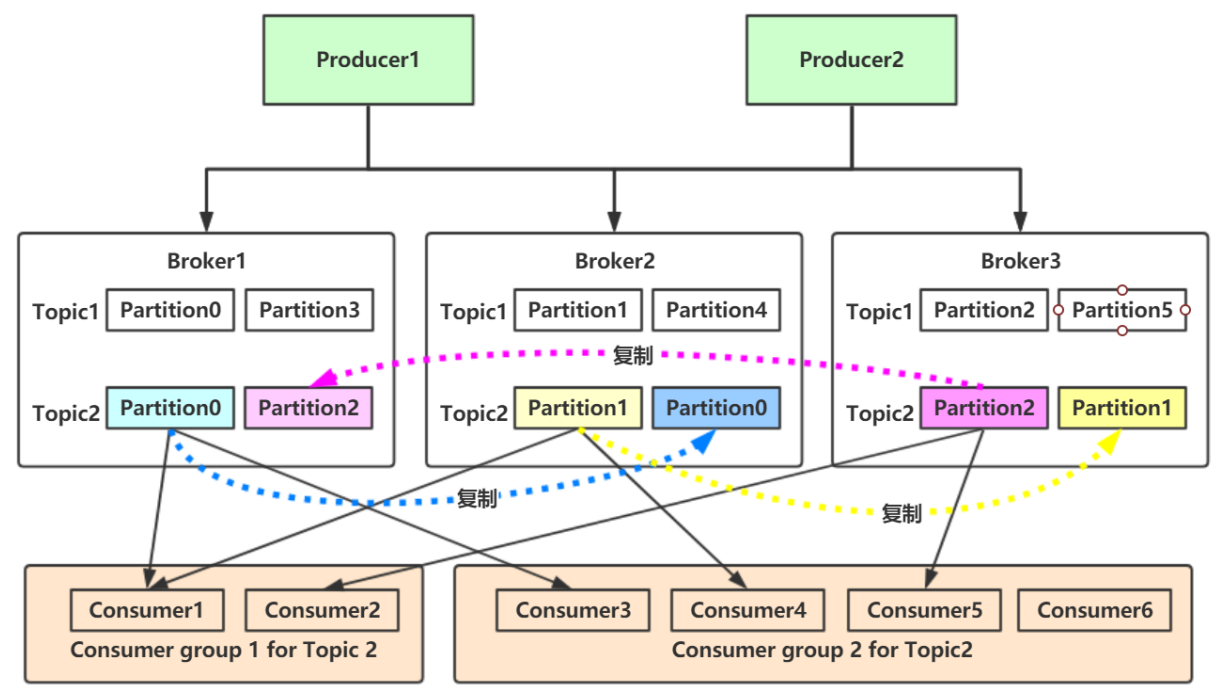 Producer1
Producer2
Broker1
Broker2
Broker3
Topic1 Partition0 Partition3
Topic1 Partition1 Partition4
Topic1 Partition2 Partition5
复制
Topic2 Partition0 Partition2
Topic2 Partition1 Partition0
Topic2 Partition2 Partition1
复制
复制
Consumer1 Consumer2
Consumer group 1 for Topic 2
Consumer3 Consumer4 Consumer5 Consumer6
Consumer group 2 for Topic2